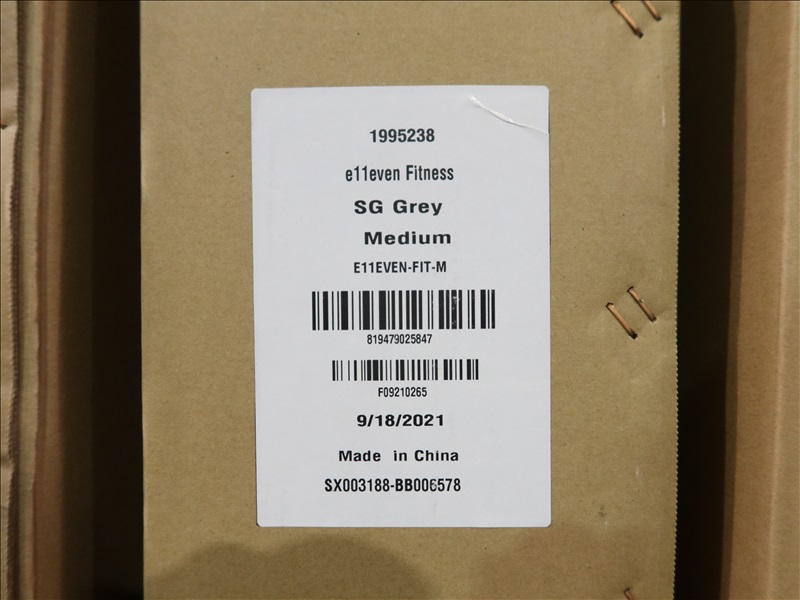 1995238
e11even Fitness
SG Grey
Medium
E11EVEN-FIT-M
819479025847
F09210265
9/18/2021
Made in China
SX003188-BB006578